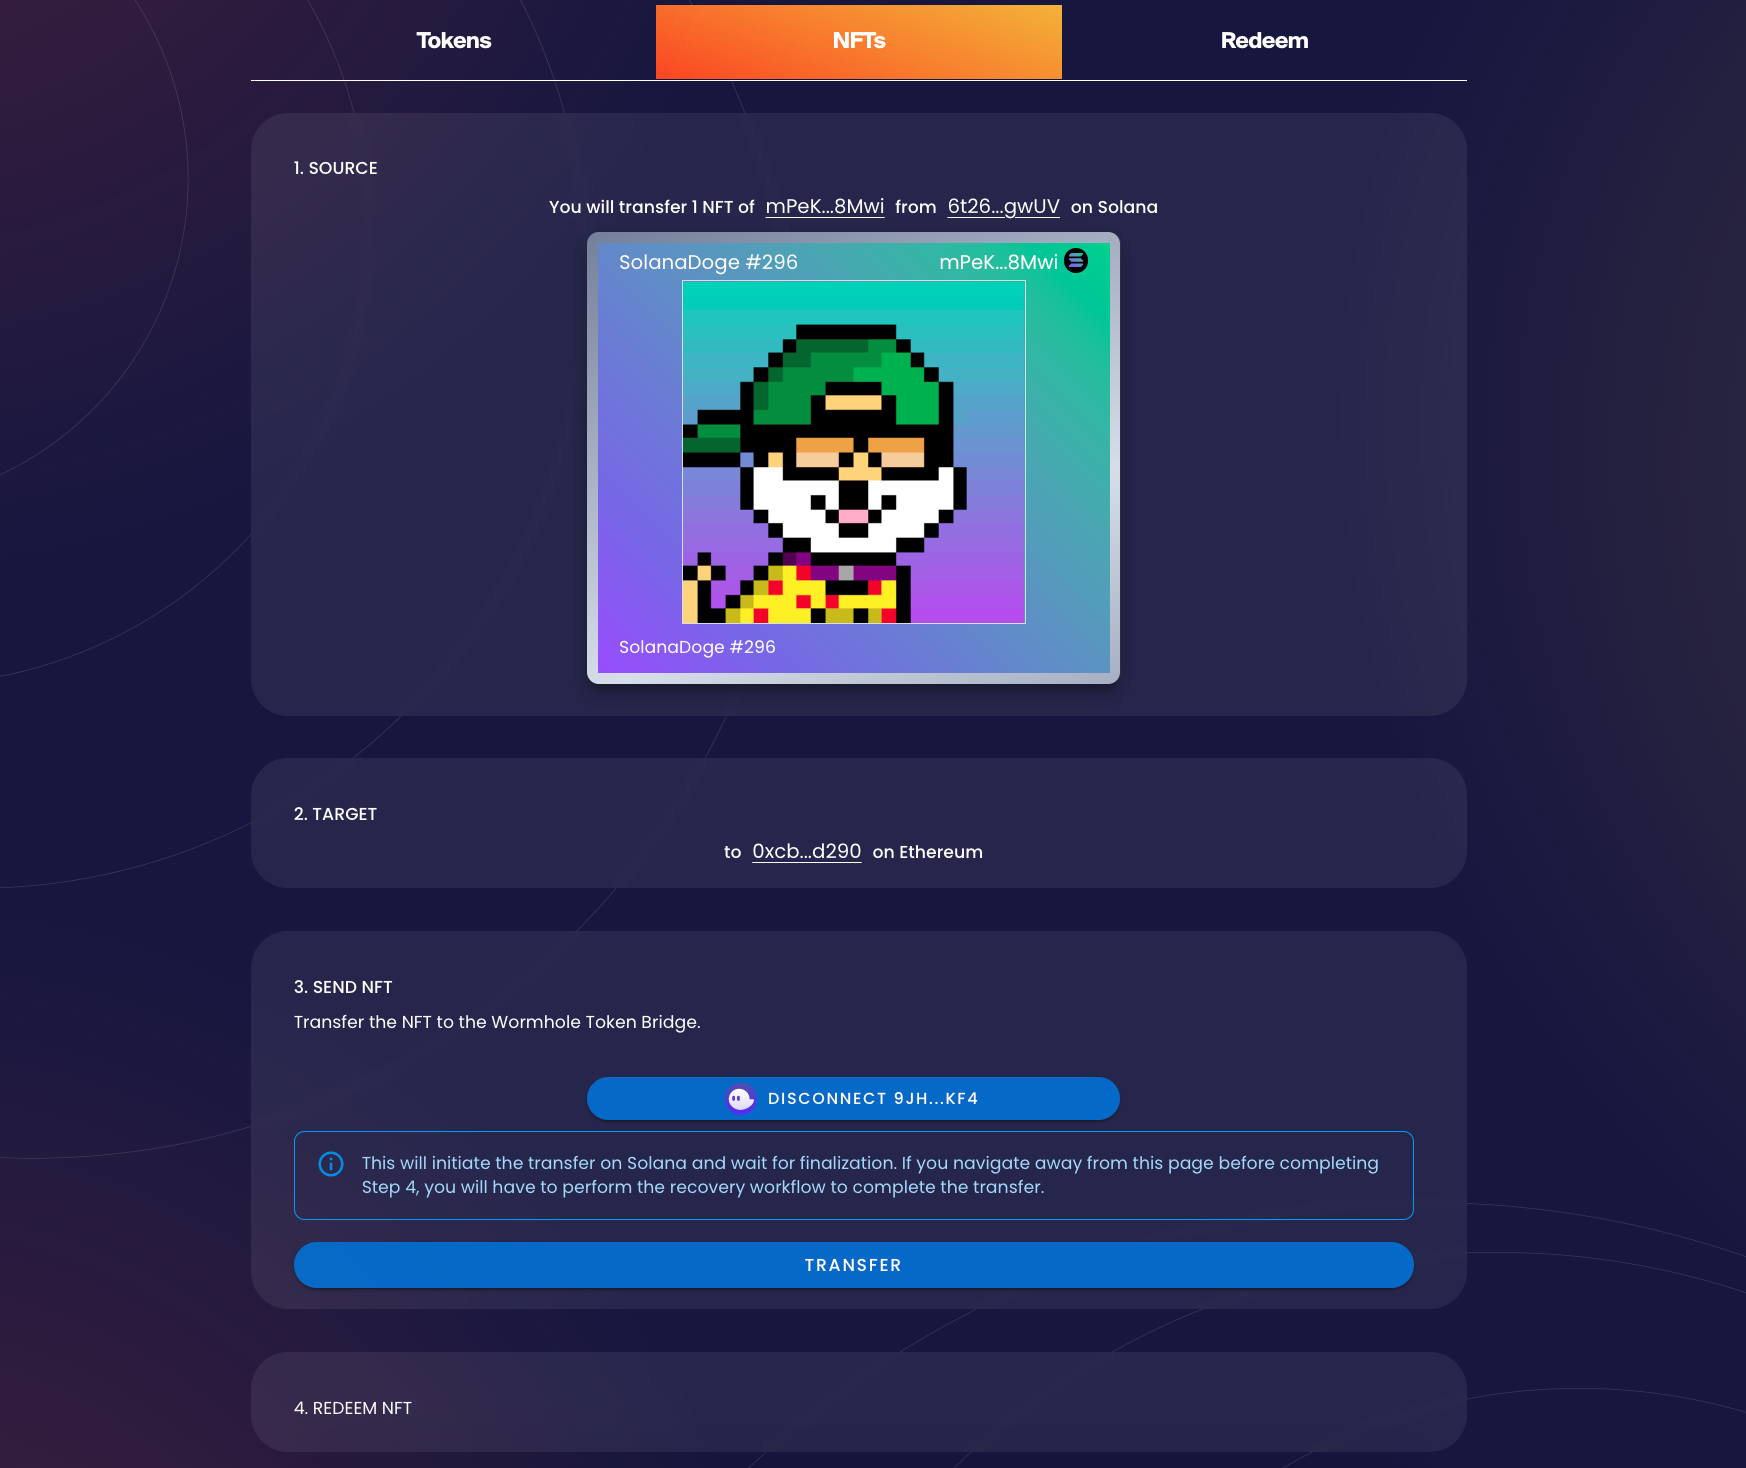 Tokens NFTs Redeem
1. SOURCE
You will transfer 1 NFT of mPeK...8Mwi from 6t26...gwUV on Solana
SolanaDoge #296 mPeK...8Mwi
SolanaDoge #296
2. TARGET
to 0xcb...d290 on Ethereum
3. SEND NFT
Transfer the NFT to the Wormhole Token Bridge.
DISCONNECT 9JH...KF4
This will initiate the transfer on Solana and wait for finalization. If you navigate away from this page before completing
Step 4, you will have to perform the recovery workflow to complete the transfer.
TRANSFER
4. REDEEM NFT